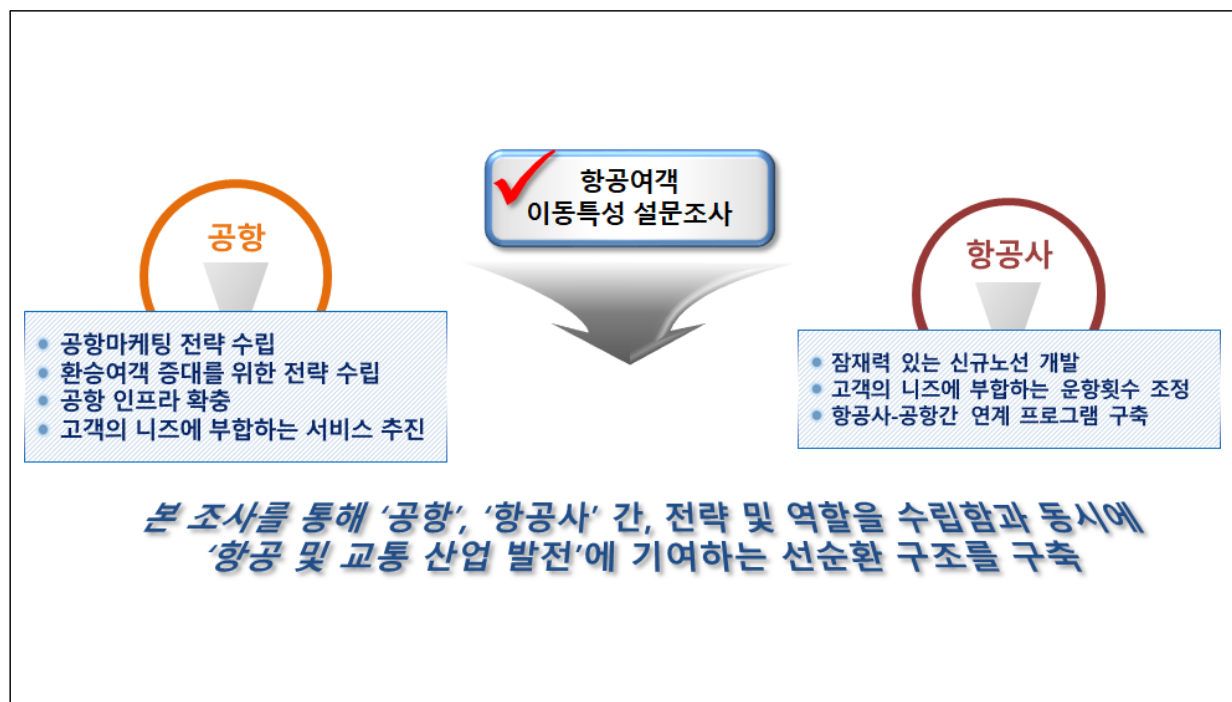 항공여객
이동특성 설문조사
공항
공항마케팅 전략 수립
환승여객 증대를 위한 전략 수립
공항 인프라 확충
고객의 니즈에 부합하는 서비스 추진
항공사
잠재력 있는 신규노선 개발
고객의 니즈에 부합하는 운항횟수 조정
항공사-공항간 연계 프로그램 구축
본 조사를 통해 ‘공항’, ‘항공사’ 간, 전략 및 역할을 수립함과 동시에
‘항공 및 교통 산업 발전’에 기여하는 선순환 구조를 구축